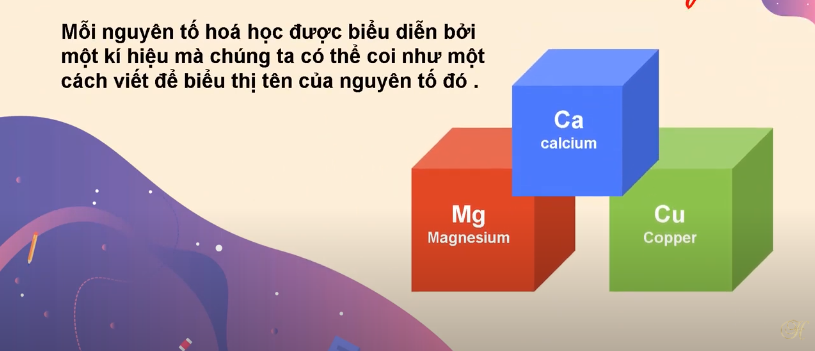 Mỗi nguyên tố hoá học được biểu diễn bởi
một kí hiệu mà chúng ta có thể coi như một
cách viết để biểu thị tên của nguyên tố đó .
Ca
calcium
Mg
Magnesium
Cu
Copper